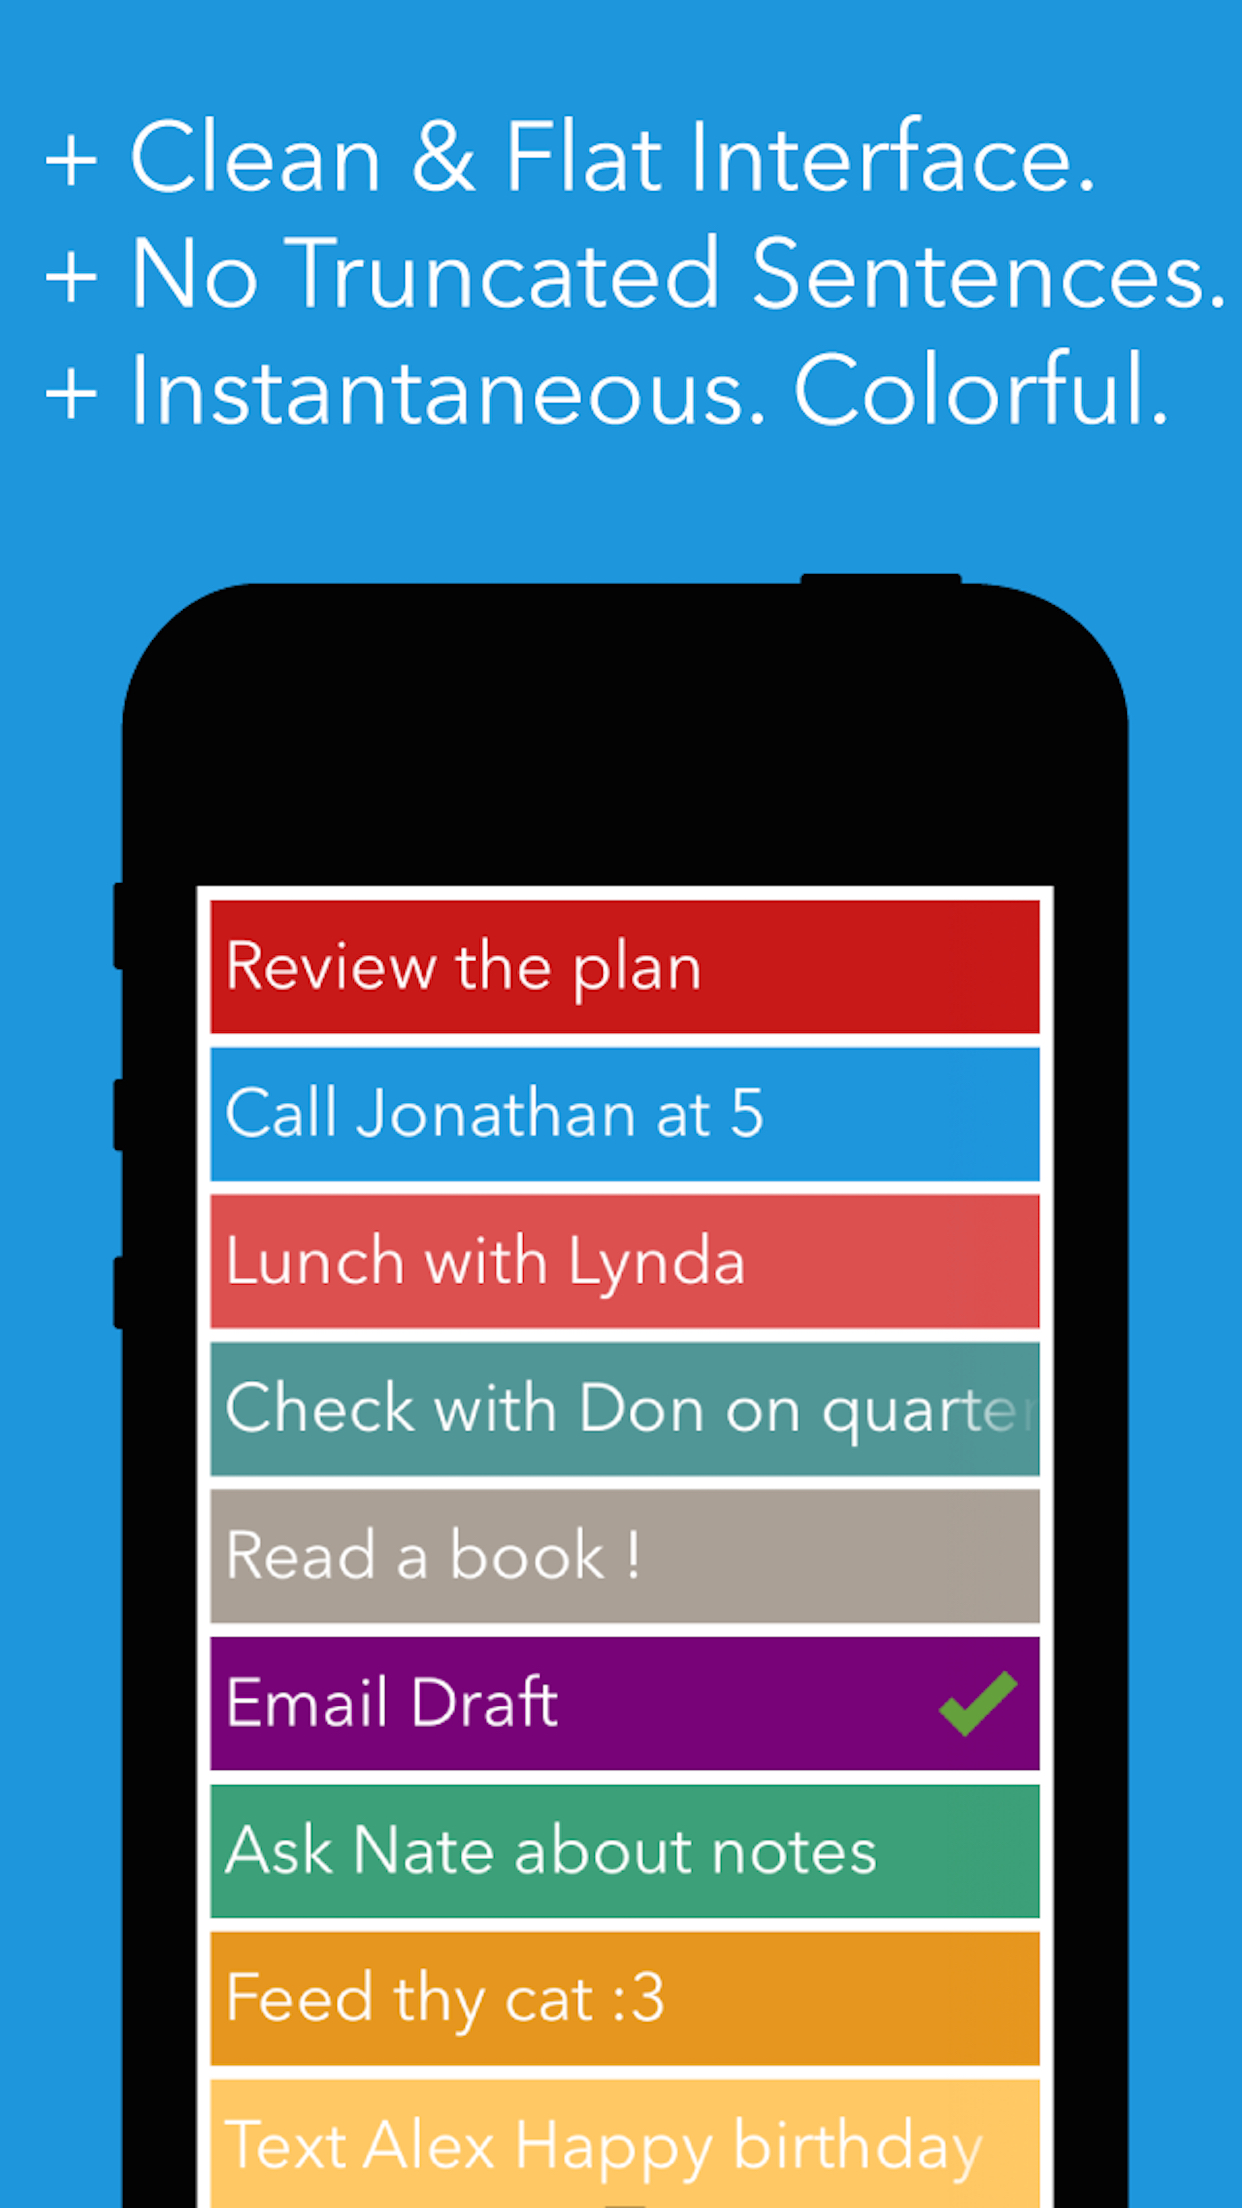 + Clean & Flat Interface.
+ No Truncated Sentences.
+ Instantaneous. Colorful.
Review the plan
Call Jonathan at 5
Lunch with Lynda
Check with Don on quarter
Read a book !
Email Draft
Ask Nate about notes
Feed thy cat :3
Text Alex Happy birthday